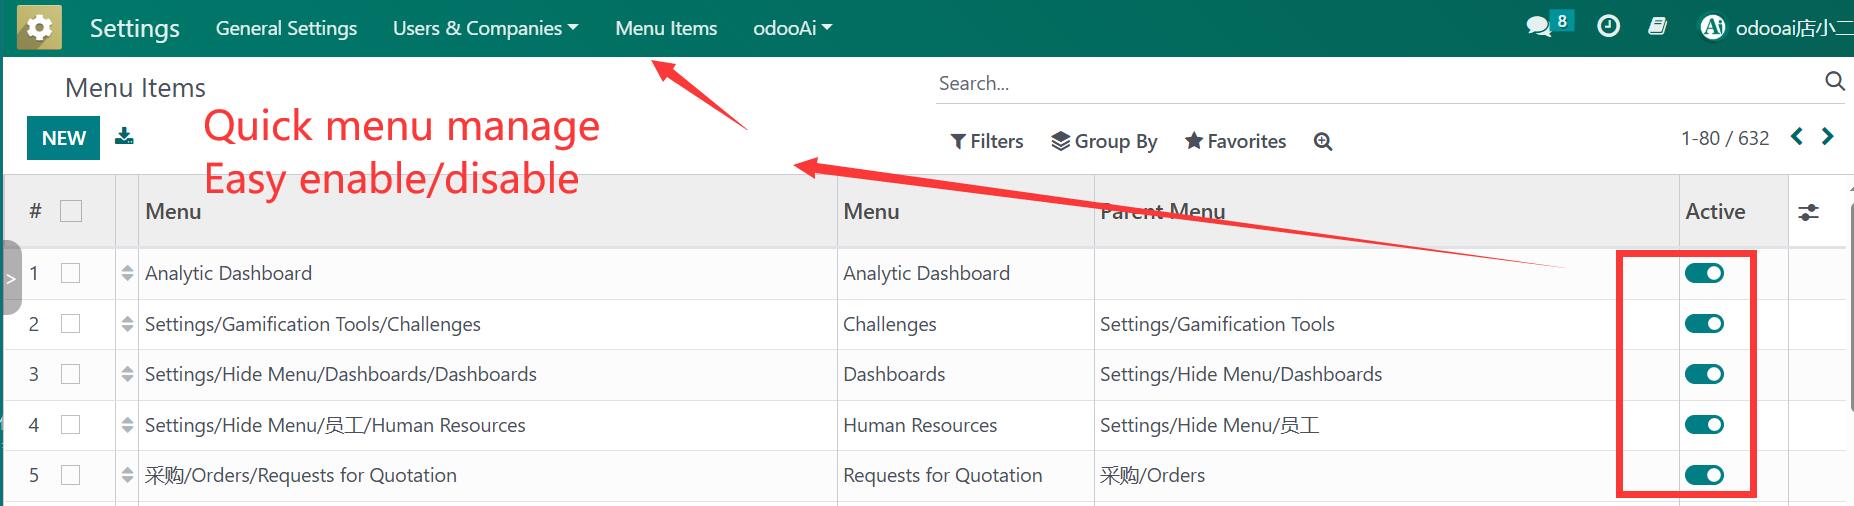 Settings General Settings Users & Companies Menu Items odooAi 8 Ai odooai店小二
Menu Items Search...
Quick menu manage
NEW Filters Group By Favorites 1-80 / 632
Easy enable/disable
# Menu Menu Parent Menu Active
> 1 Analytic Dashboard Analytic Dashboard
2 Settings/Gamification Tools/Challenges Challenges Settings/Gamification Tools
3 Settings/Hide Menu/Dashboards/Dashboards Dashboards Settings/Hide Menu/Dashboards
4 Settings/Hide Menu/员工/Human Resources Human Resources Settings/Hide Menu/员工
5 采购/Orders/Requests for Quotation Requests for Quotation 采购/Orders